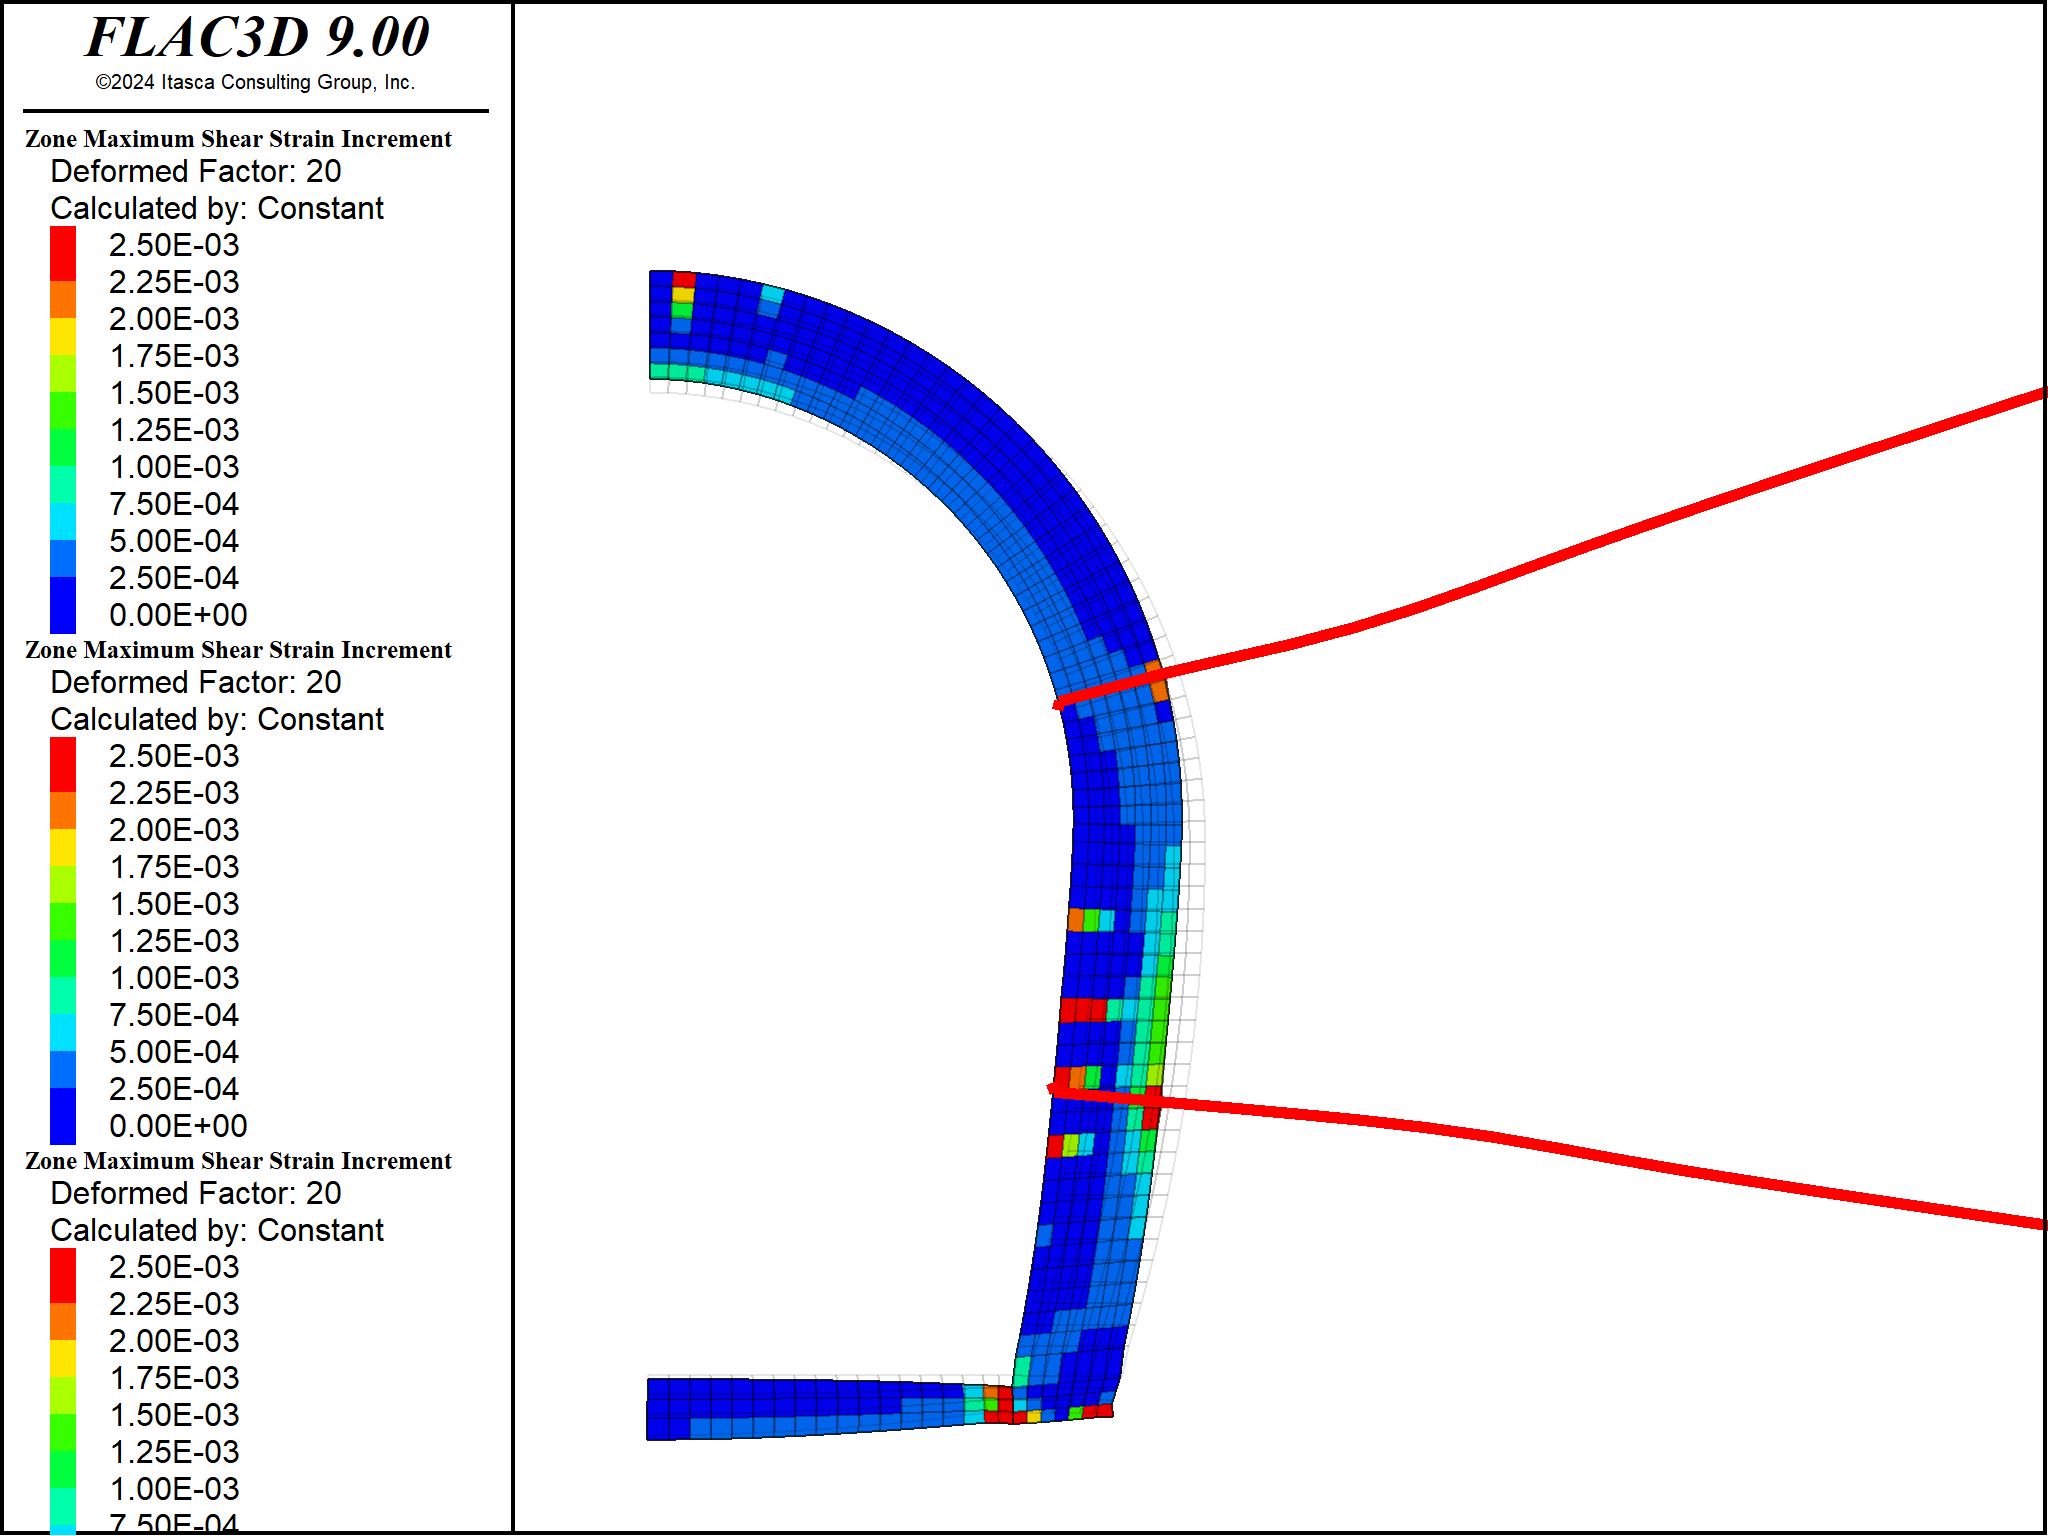 FLAC3D 9.00
©2024 Itasca Consulting Group, Inc.
Zone Maximum Shear Strain Increment
Deformed Factor: 20
Calculated by: Constant
2.50E-03
2.25E-03
2.00E-03
1.75E-03
1.50E-03
1.25E-03
1.00E-03
7.50E-04
5.00E-04
2.50E-04
0.00E+00
Zone Maximum Shear Strain Increment
Deformed Factor: 20
Calculated by: Constant
2.50E-03
2.25E-03
2.00E-03
1.75E-03
1.50E-03
1.25E-03
1.00E-03
7.50E-04
5.00E-04
2.50E-04
0.00E+00
Zone Maximum Shear Strain Increment
Deformed Factor: 20
Calculated by: Constant
2.50E-03
2.25E-03
2.00E-03
1.75E-03
1.50E-03
1.25E-03
1.00E-03
7.50E-04